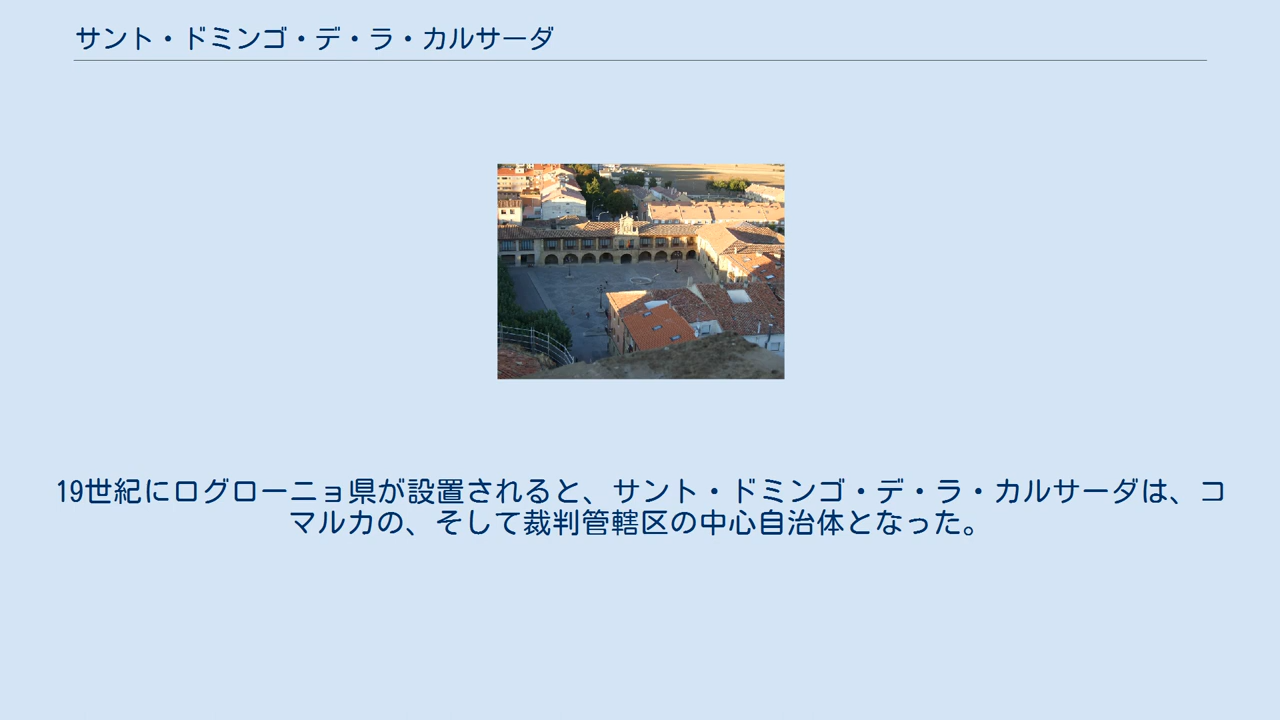 サント・ドミンゴ・デ・ラ・カルサーダ
19世紀にログローニョ県が設置されると、サント・ドミンゴ・デ・ラ・カルサーダは、コ
マルカの、そして裁判管轄区の中心自治体となった。